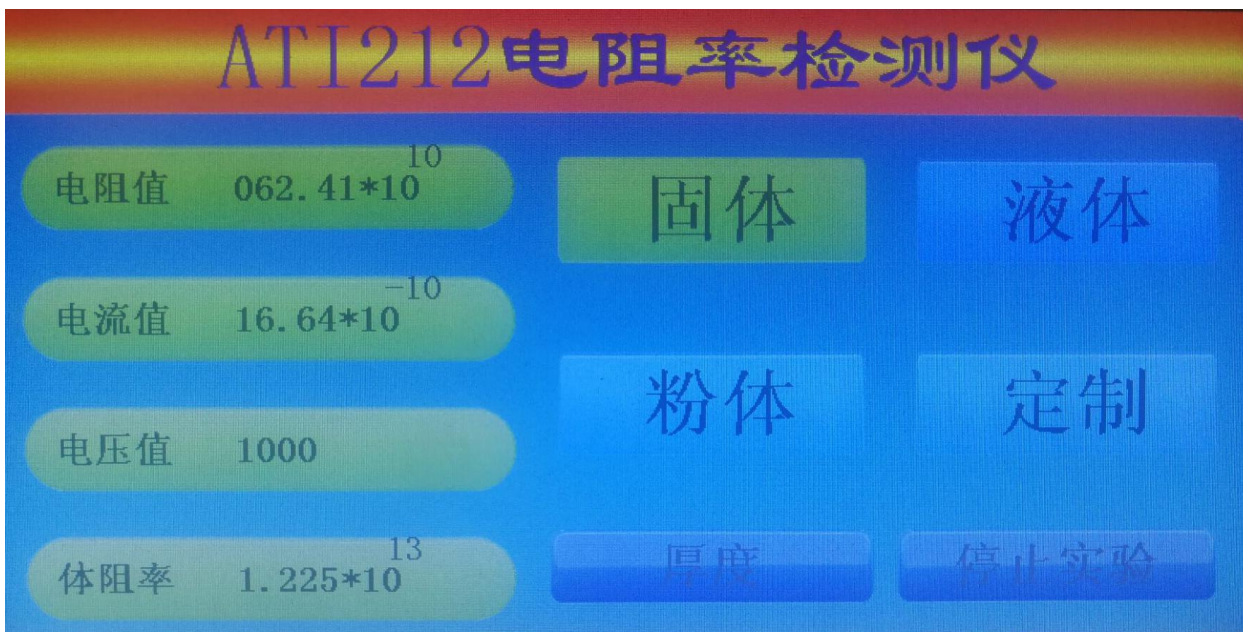 ATI212电阻率检测仪
电阻值 062.41*10^10
电流值 16.64*10^-10
电压值 1000
体阻率 1.225*10^13
固体 液体
粉体 定制
厚度 停止实验